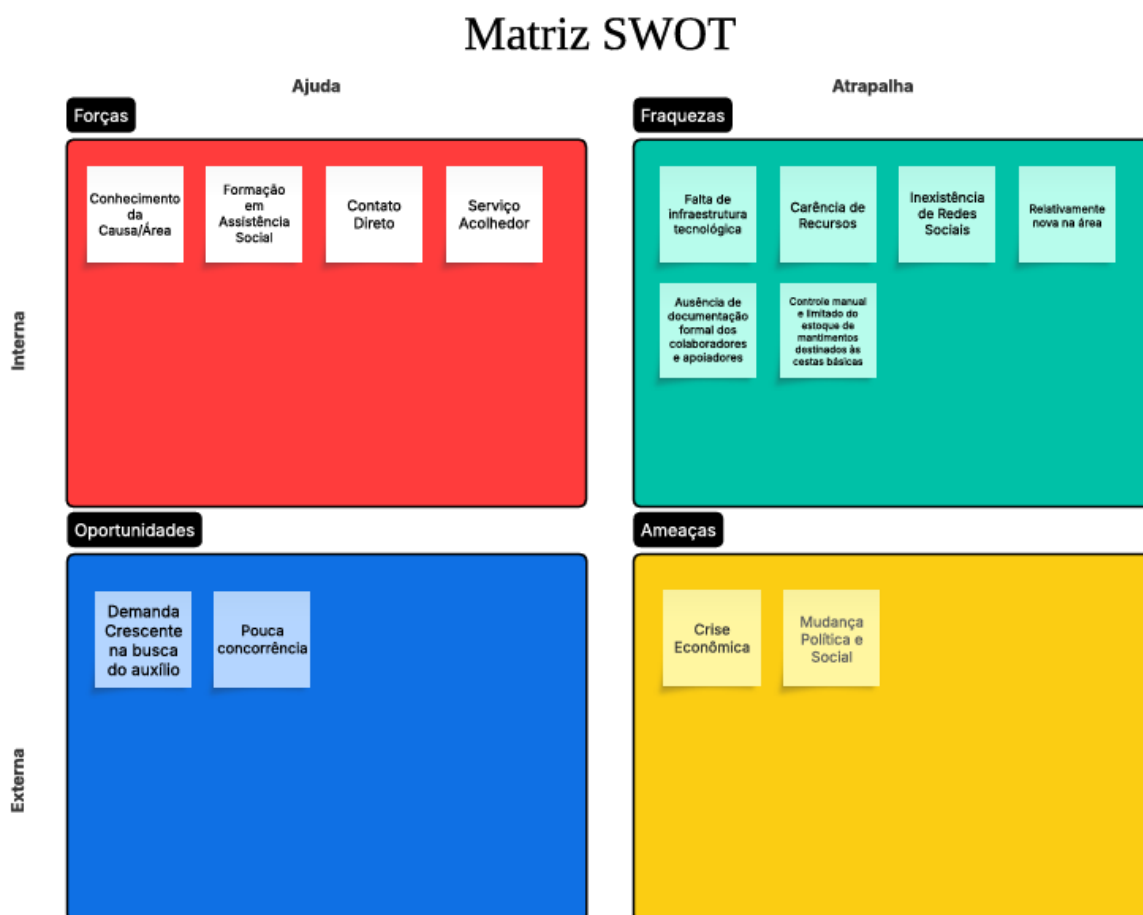 Matriz SWOT
Ajuda
Atrapalha
Forças
Fraquezas
Interna
Conhecimento
da
Causa/Área
Formação
em
Assistência
Social
Contato
Direto
Serviço
Acolhedor
Falta de
infraestrutura
tecnológica
Carência de
Recursos
Inexistência
de Redes
Sociais
Relativamente
nova na área
Ausência de
documentação
formal dos
colaboradores
e apoiadores
Controle manual
e limitado do
estoque de
mantimentos
destinados às
cestas básicas
Oportunidades
Ameaças
Externa
Demanda
Crescente
na busca
do auxílio
Pouca
concorrência
Crise
Econômica
Mudança
Política e
Social